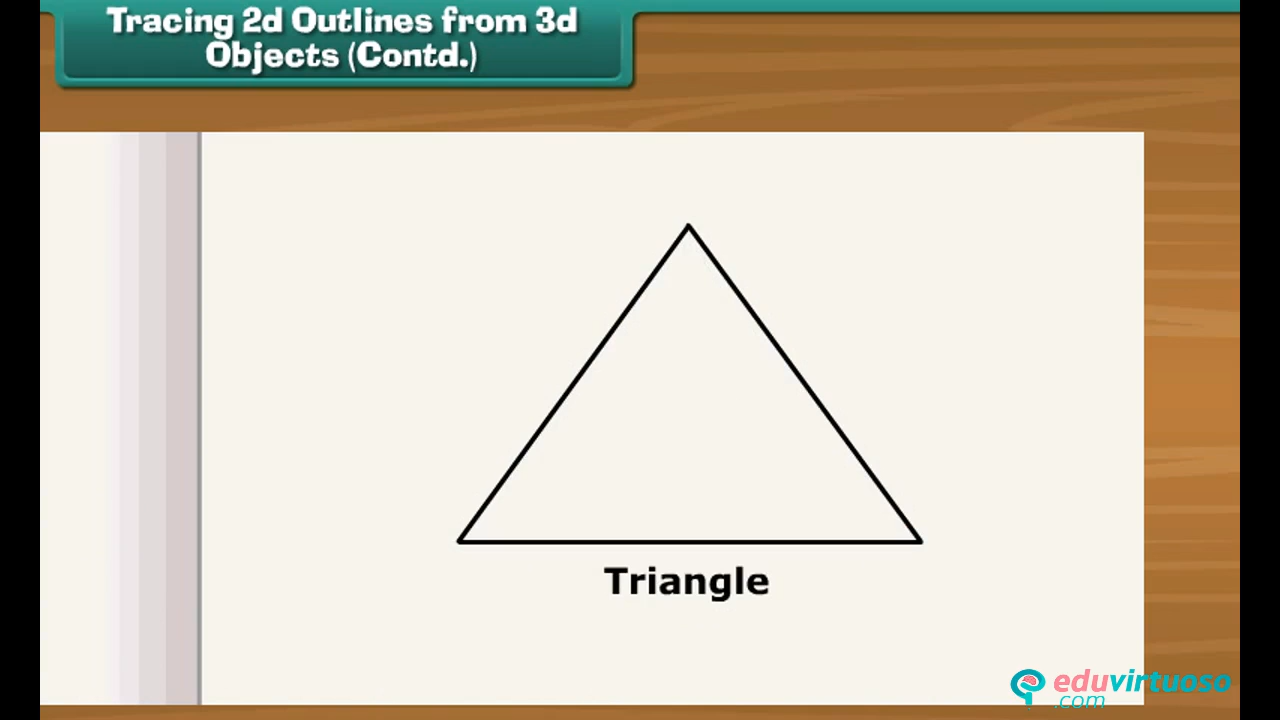 Tracing 2d Outlines from 3d
Objects (Contd.)
Triangle
eduvirtuoso
.com